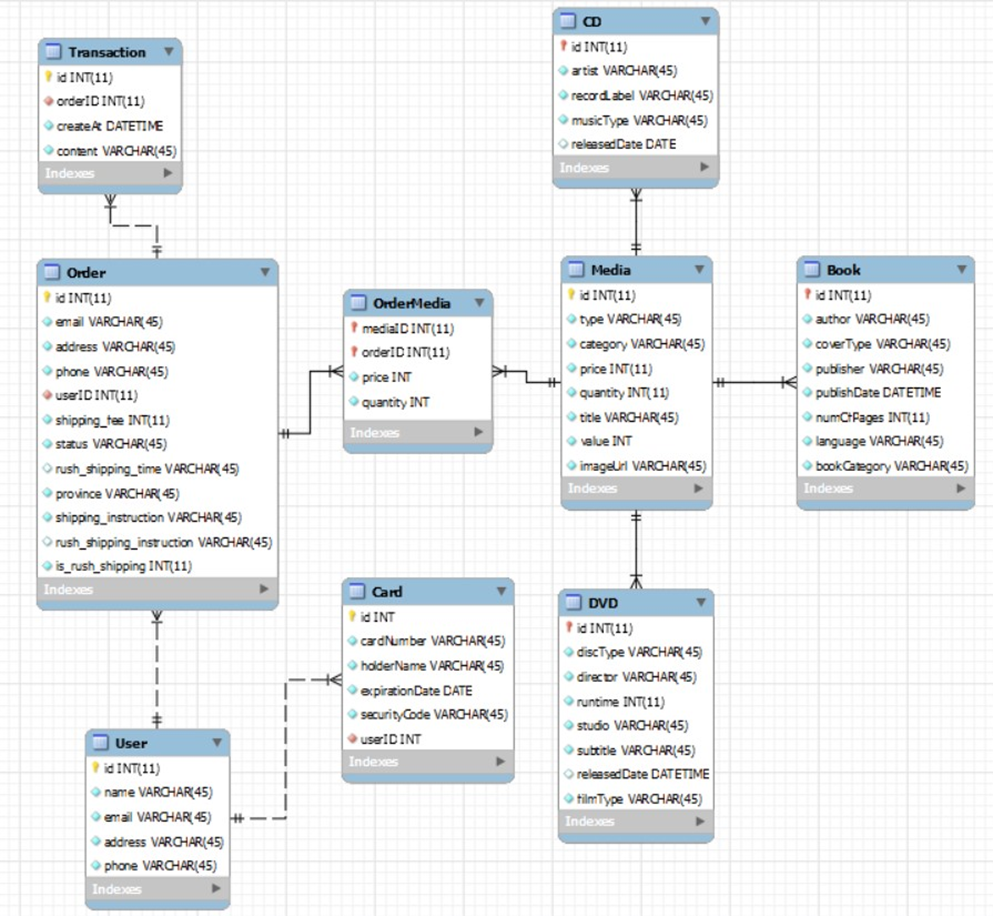 Transaction
id INT(11)
orderID INT(11)
createAt DATETIME
content VARCHAR(45)
Indexes
CD
id INT(11)
artist VARCHAR(45)
recordLabel VARCHAR(45)
musicType VARCHAR(45)
releasedDate DATE
Indexes
Order
id INT(11)
email VARCHAR(45)
address VARCHAR(45)
phone VARCHAR(45)
userID INT(11)
shipping_fee INT(11)
status VARCHAR(45)
rush_shipping_time VARCHAR(45)
province VARCHAR(45)
shipping_instruction VARCHAR(45)
rush_shipping_instruction VARCHAR(45)
is_rush_shipping INT(11)
Indexes
OrderMedia
mediaID INT(11)
orderID INT(11)
price INT
quantity INT
Indexes
Media
id INT(11)
type VARCHAR(45)
category VARCHAR(45)
price INT(11)
quantity INT(11)
title VARCHAR(45)
value INT
imageUrl VARCHAR(45)
Indexes
Book
id INT(11)
author VARCHAR(45)
coverType VARCHAR(45)
publisher VARCHAR(45)
publishDate DATETIME
numOfPages INT(11)
language VARCHAR(45)
bookCategory VARCHAR(45)
Indexes
Card
id INT
cardNumber VARCHAR(45)
holderName VARCHAR(45)
expirationDate DATE
securityCode VARCHAR(45)
userID INT
Indexes
DVD
id INT(11)
discType VARCHAR(45)
director VARCHAR(45)
runtime INT(11)
studio VARCHAR(45)
subtitle VARCHAR(45)
releasedDate DATETIME
filmType VARCHAR(45)
Indexes
User
id INT(11)
name VARCHAR(45)
email VARCHAR(45)
address VARCHAR(45)
phone VARCHAR(45)
Indexes